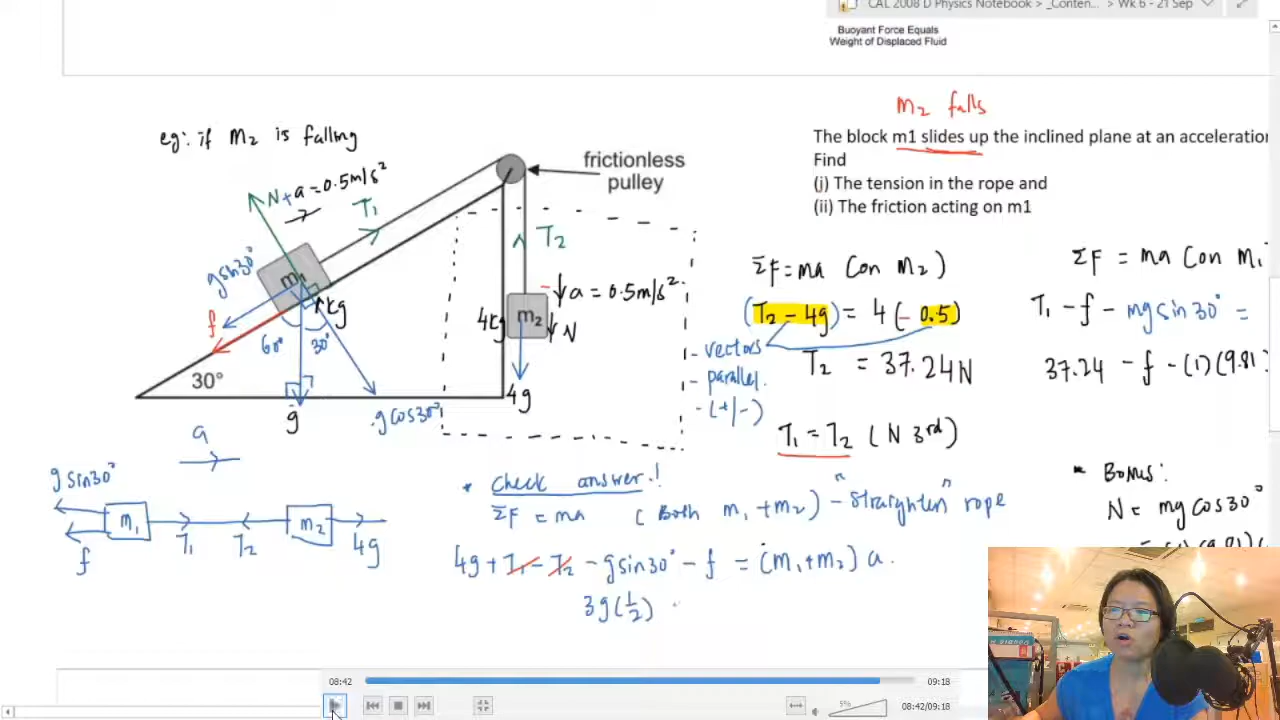 CAL 2008 D Physics Notebook > _Conten... > Wk 6 - 21 Sep
Buoyant Force Equals
Weight of Displaced Fluid
m2 falls
The block m1 slides up the inclined plane at an acceleration
Find
(j) The tension in the rope and
(ii) The friction acting on m1
eg: if m2 is falling
frictionless
pulley
N
+a = 0.5m/s²
T1
T2
gsin30°
m1
1kg
f
60°
30°
30°
g
gcos30°
a = 0.5m/s²
4kg
m2
N
4g
ΣF = ma (on m2)
(T2 - 4g) = 4(-0.5)
- vectors
- parallel.
- (+/-)
T2 = 37.24N
T1 = T2 (N 3rd)
ΣF = ma (on m1
T1 - f - mgsin30° =
37.24 - f - (1)(9.81)
* Bonus:
N = mg cos30°
a
gsin30°
f
m1
T1
T2
m2
4g
* Check answer!
ΣF = ma (both m1+m2) - "straighten" rope
4g + T1 - T2 - gsin30° - f = (m1+m2) a.
3g(1/2)
08:42
09:18
5%
08:42/09:18